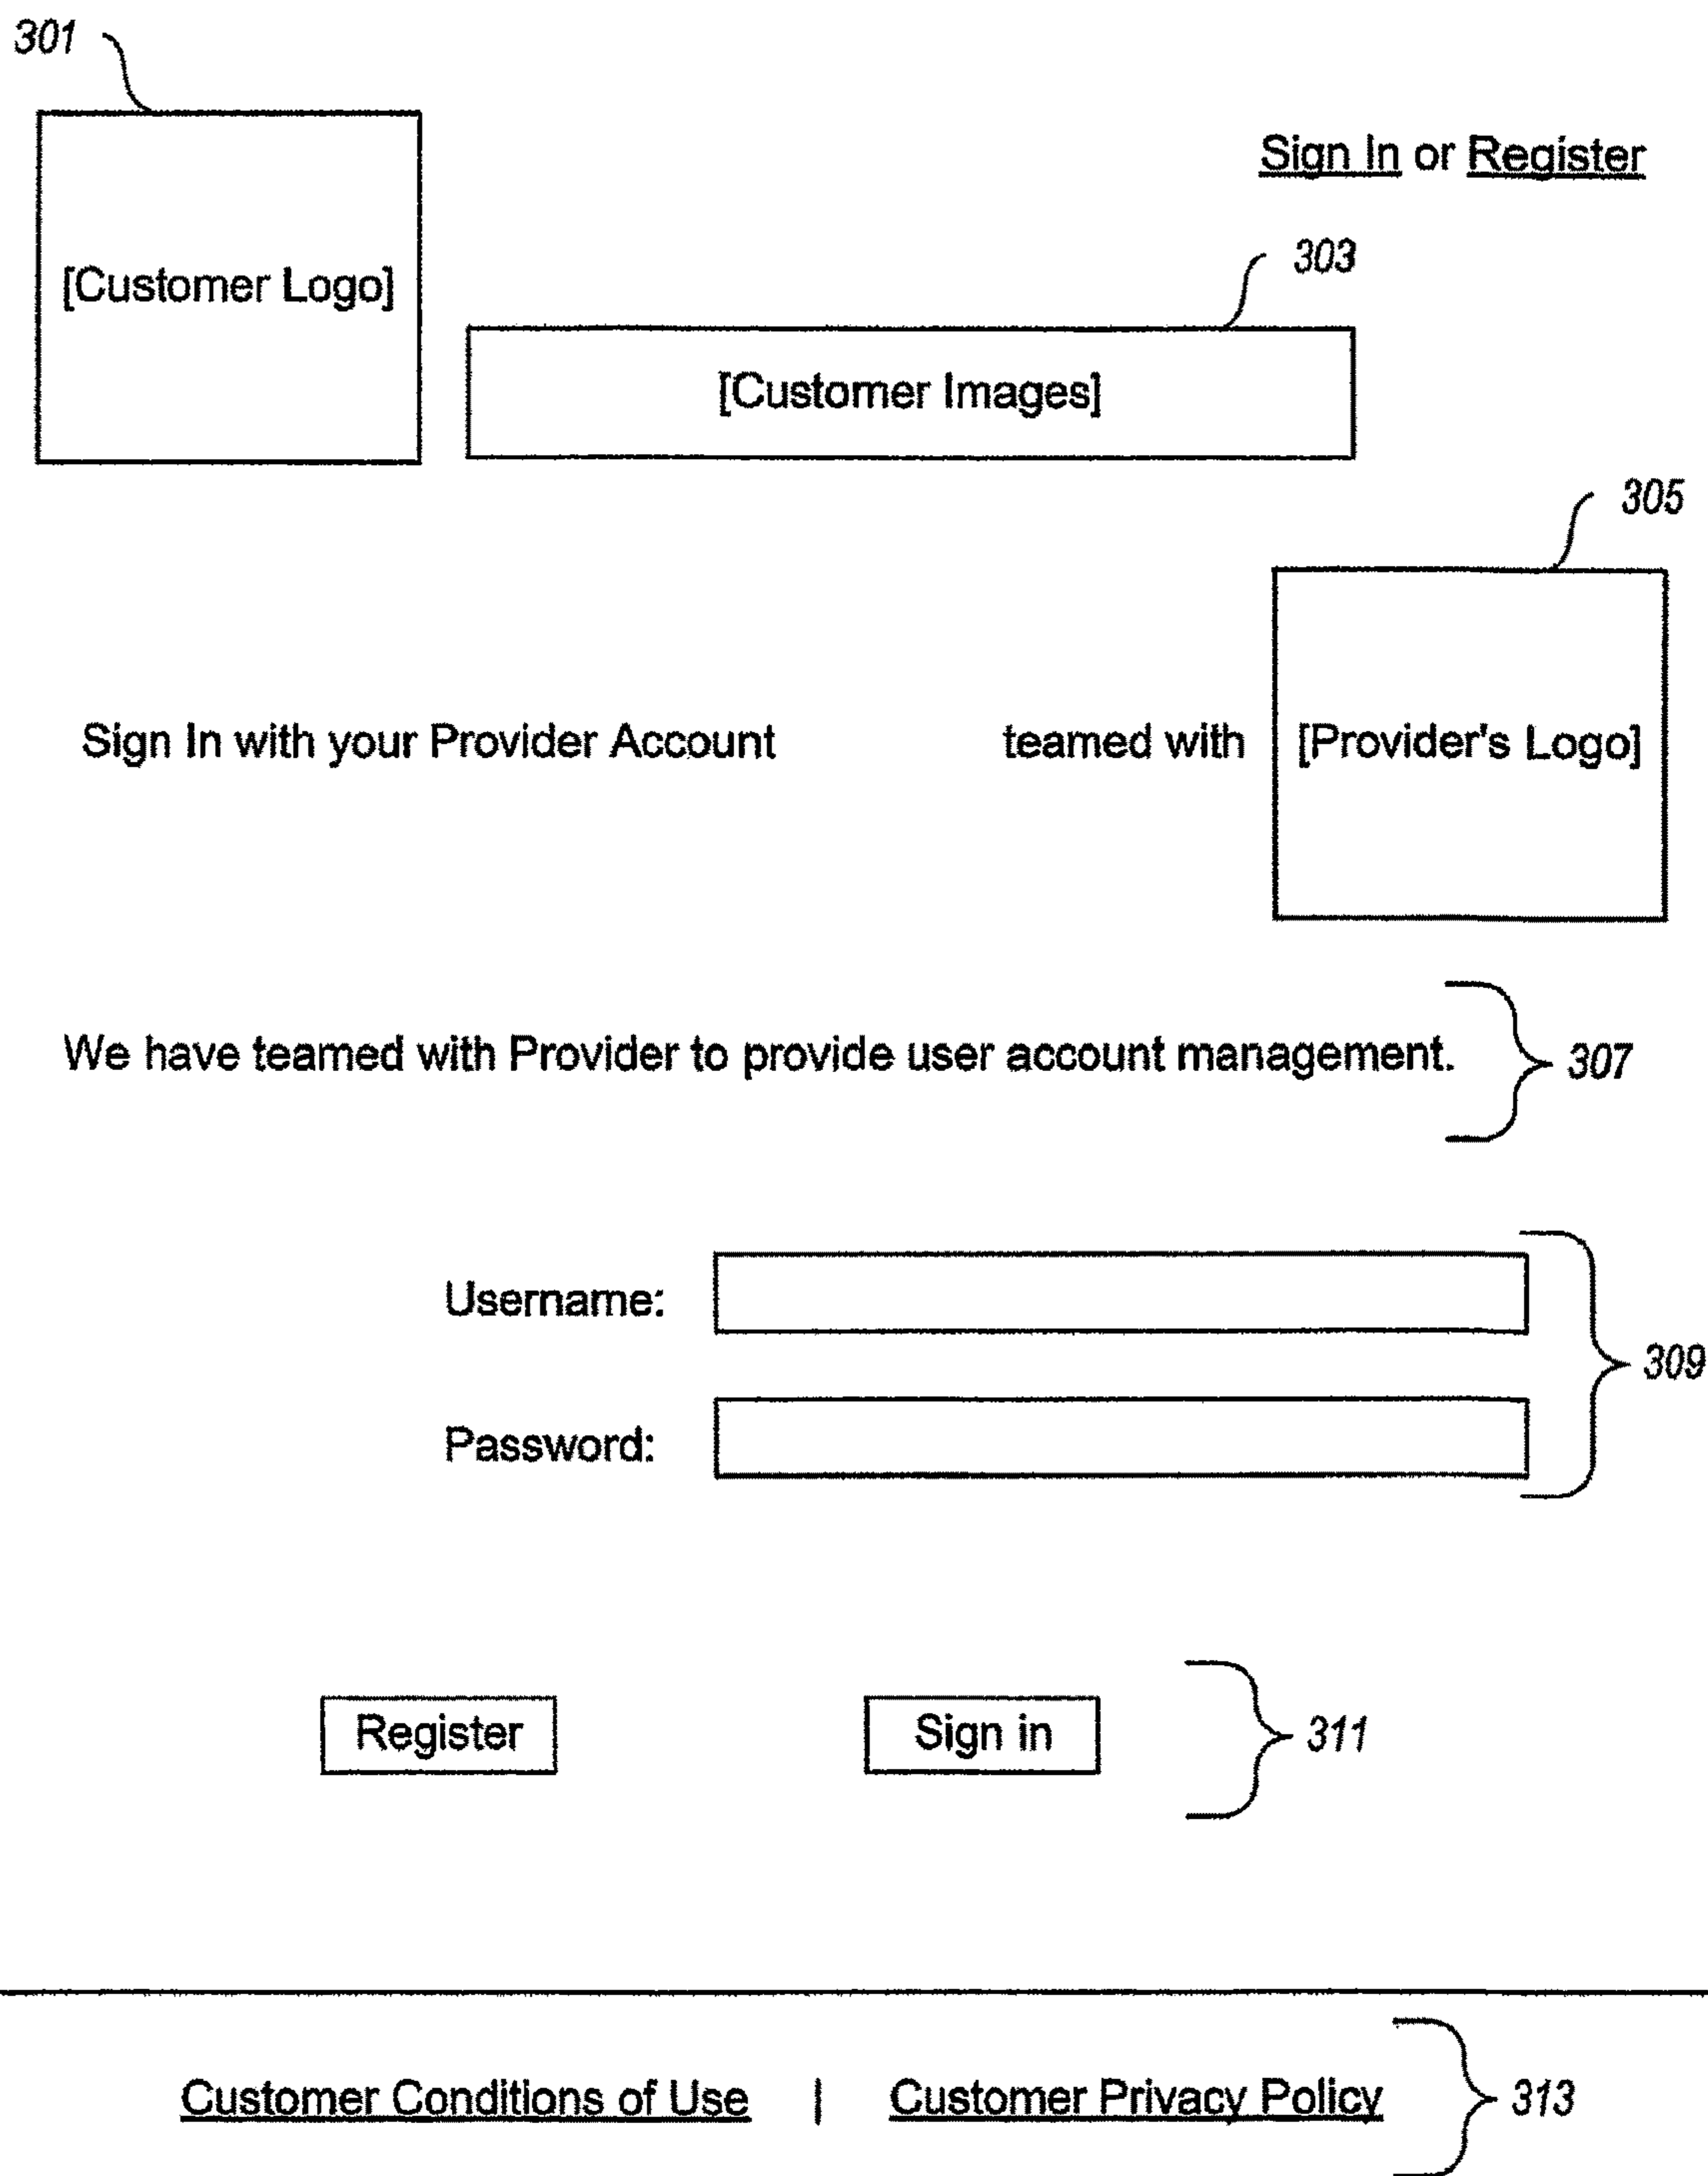 301
Sign In or Register
[Customer Logo]
303
[Customer Images]
305
Sign In with your Provider Account teamed with [Provider's Logo]
We have teamed with Provider to provide user account management. 307
Username:
309
Password:
Register Sign in 311
Customer Conditions of Use | Customer Privacy Policy 313